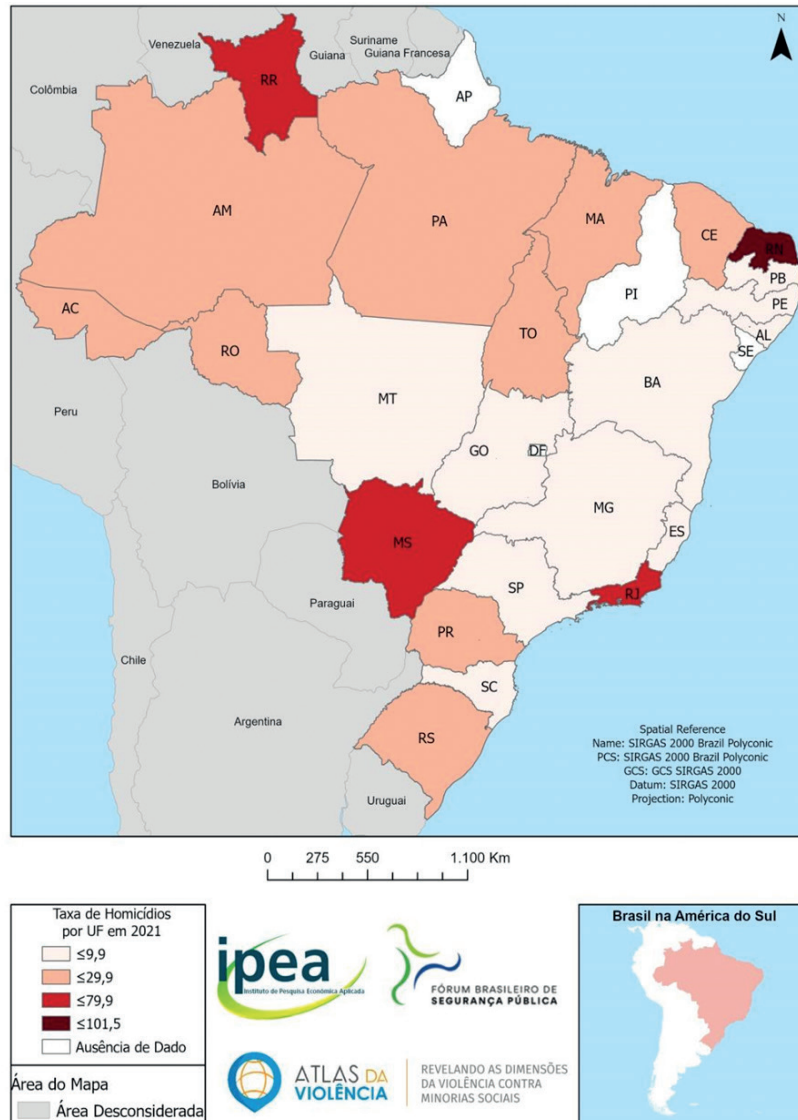 N
Venezuela
Suriname
Guiana
Guiana Francesa
Colômbia
RR
AP
AM
PA
MA
CE
RN
PB
PE
AL
SE
PI
AC
RO
TO
BA
MT
Peru
GO
DF
Bolívia
MG
ES
MS
SP
RJ
Paraguai
PR
Chile
SC
Argentina
RS
Uruguai
Spatial Reference
Name: SIRGAS 2000 Brazil Polyconic
PCS: SIRGAS 2000 Brazil Polyconic
GCS: GCS SIRGAS 2000
Datum: SIRGAS 2000
Projection: Polyconic
0 275 550 1.100 Km
Taxa de Homicídios
por UF em 2021
≤9,9
≤29,9
≤79,9
≤101,5
Ausência de Dado
Área do Mapa
Área Desconsiderada
ipea
Instituto de Pesquisa Econômica Aplicada
FÓRUM BRASILEIRO DE
SEGURANÇA PÚBLICA
ATLAS DA
VIOLÊNCIA
REVELANDO AS DIMENSÕES
DA VIOLÊNCIA CONTRA
MINORIAS SOCIAIS
Brasil na América do Sul